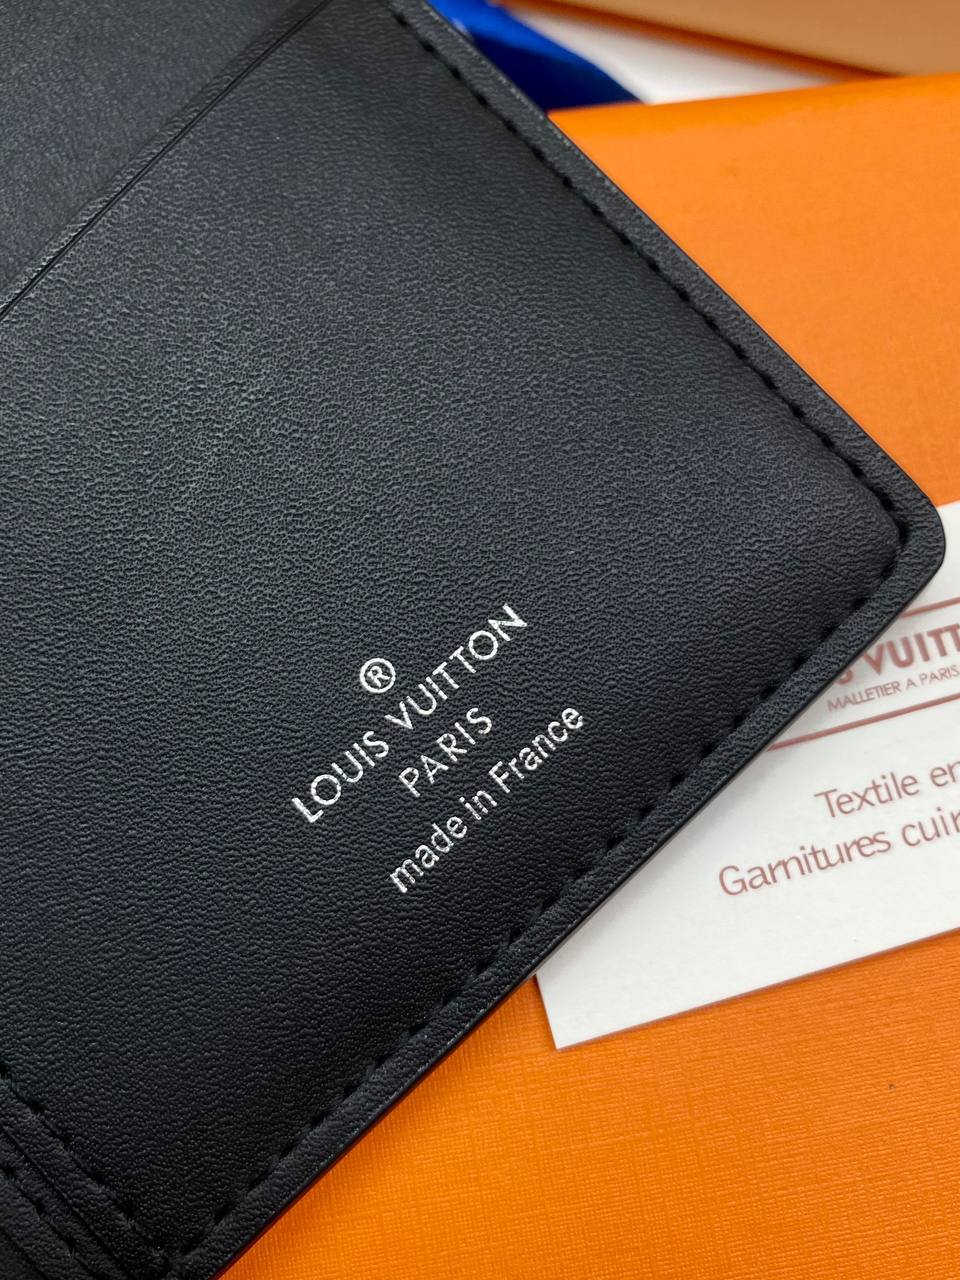 ®
LOUIS VUITTON
PARIS
made in France
VUITT
MALLETIER A PARIS
Textile en
Garnitures cuir